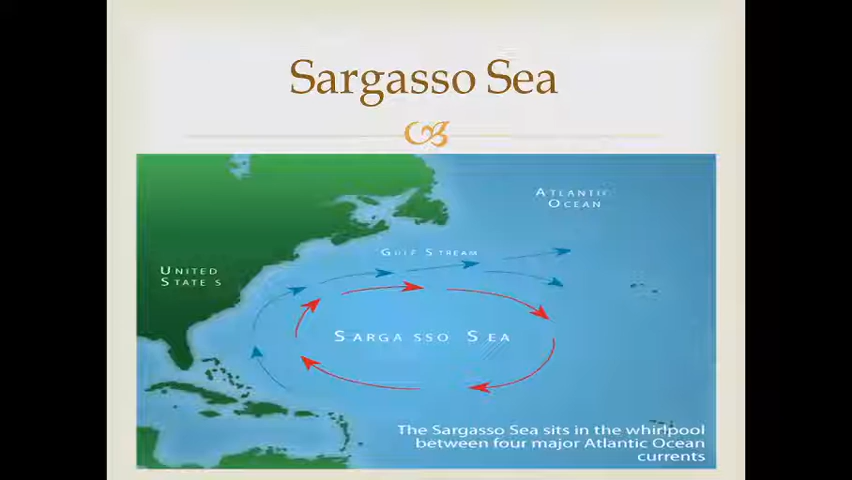 Sargasso Sea
ATLANTIC
OCEAN
GULF STREAM
UNITED
STATES
SARGASSO SEA
The Sargasso Sea sits in the whirlpool
between four major Atlantic Ocean
currents